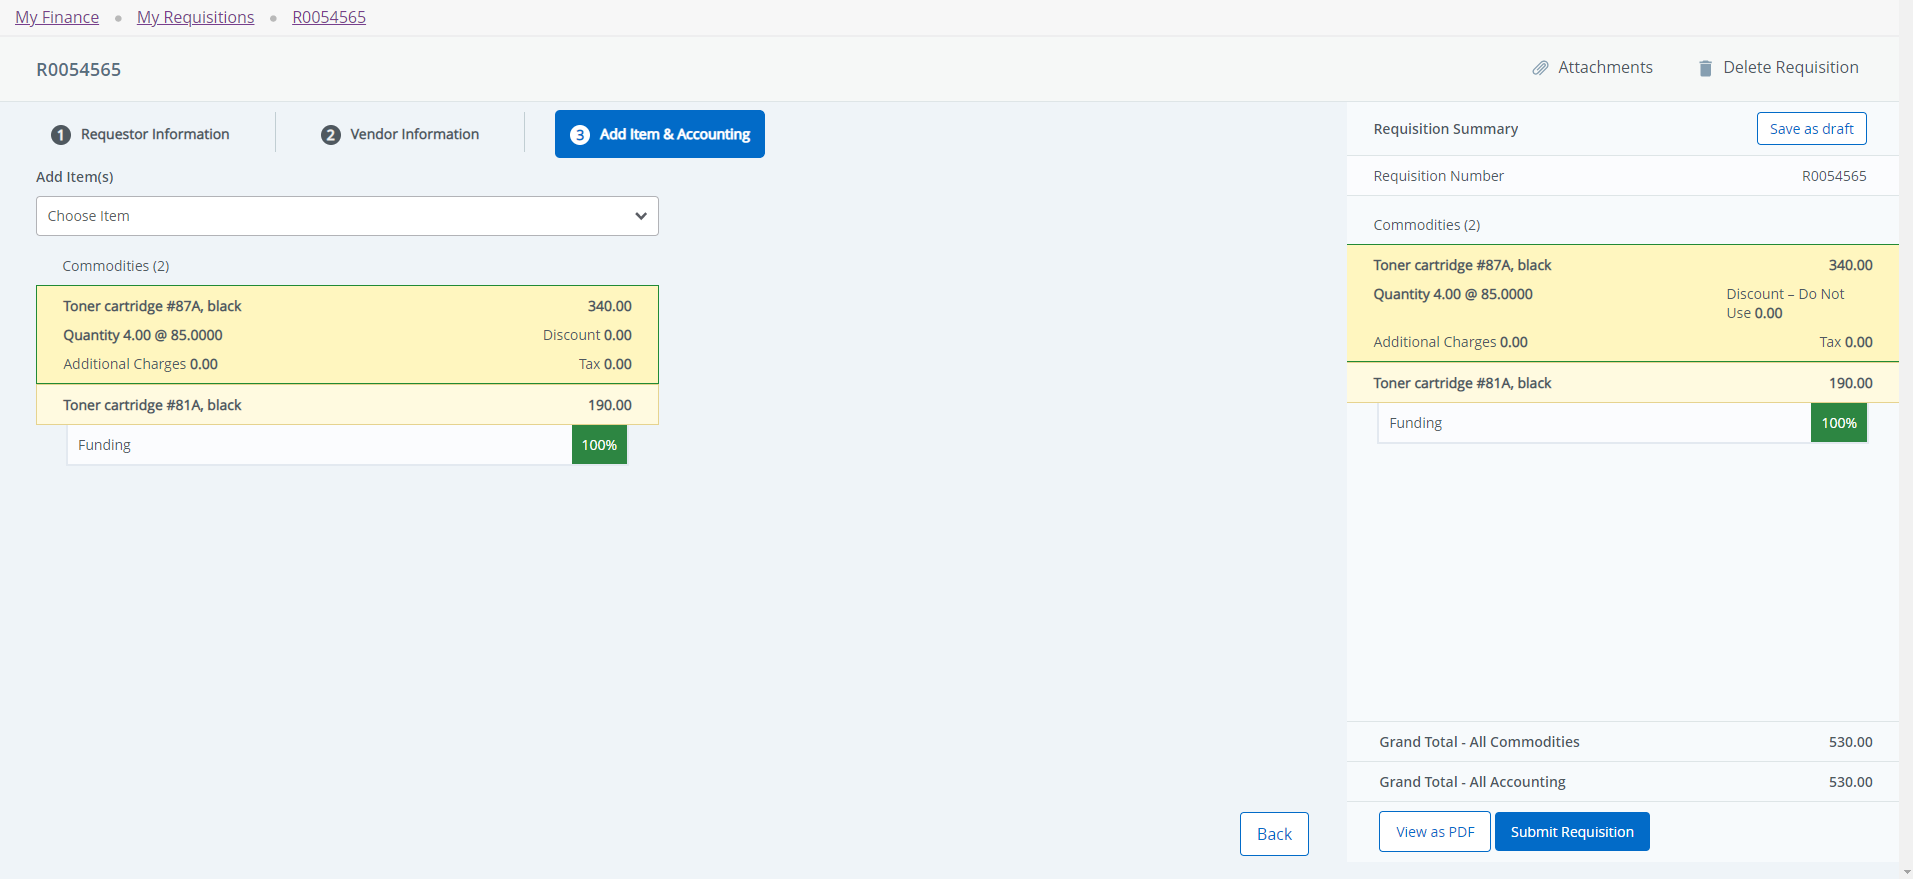 My Finance • My Requisitions • R0054565
R0054565
Attachments
Delete Requisition
1 Requestor Information
2 Vendor Information
3 Add Item & Accounting
Add Item(s)
Choose Item
Commodities (2)
Toner cartridge #87A, black 340.00
Quantity 4.00 @ 85.0000 Discount 0.00
Additional Charges 0.00 Tax 0.00
Toner cartridge #81A, black 190.00
Funding 100%
Back
Requisition Summary Save as draft
Requisition Number R0054565
Commodities (2)
Toner cartridge #87A, black 340.00
Quantity 4.00 @ 85.0000 Discount – Do Not
Use 0.00
Additional Charges 0.00 Tax 0.00
Toner cartridge #81A, black 190.00
Funding 100%
Grand Total - All Commodities 530.00
Grand Total - All Accounting 530.00
View as PDF Submit Requisition